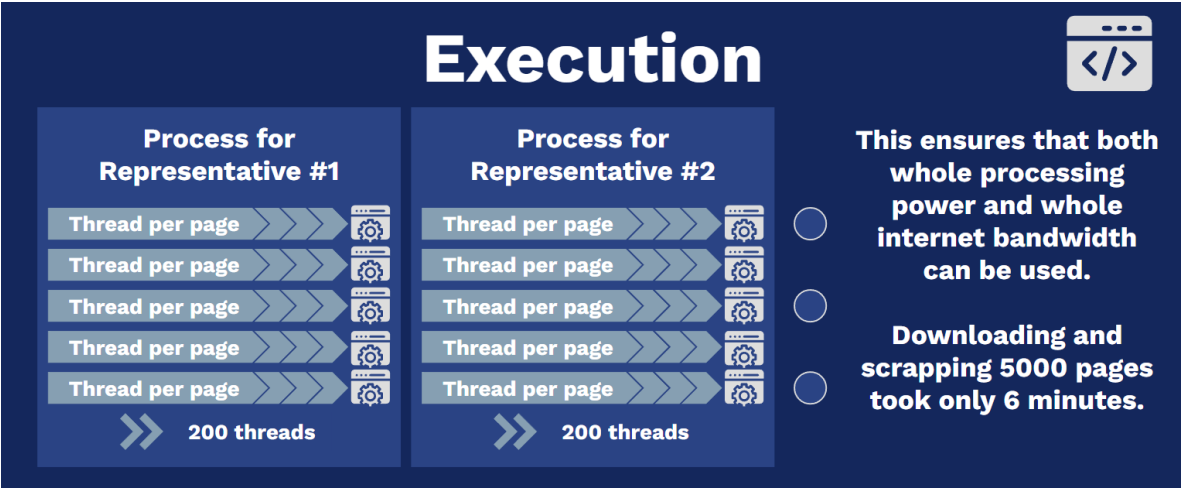 Execution
Process for
Representative #1
Thread per page
Thread per page
Thread per page
Thread per page
Thread per page
200 threads
Process for
Representative #2
Thread per page
Thread per page
Thread per page
Thread per page
Thread per page
200 threads
This ensures that both
whole processing
power and whole
internet bandwidth
can be used.
Downloading and
scrapping 5000 pages
took only 6 minutes.